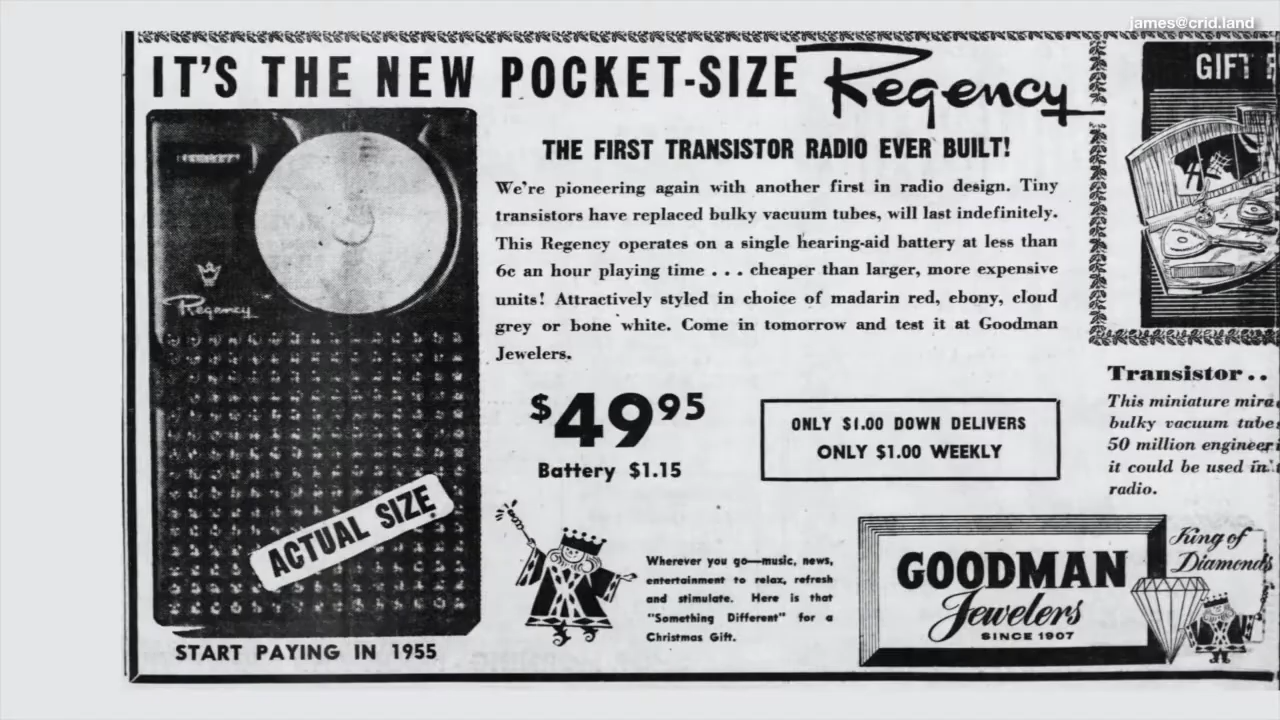 james@crid.land
IT'S THE NEW POCKET-SIZE Regency
THE FIRST TRANSISTOR RADIO EVER BUILT!
We're pioneering again with another first in radio design. Tiny
transistors have replaced bulky vacuum tubes, will last indefinitely.
This Regency operates on a single hearing-aid battery at less than
6c an hour playing time . . . cheaper than larger, more expensive
units! Attractively styled in choice of madarin red, ebony, cloud
grey or bone white. Come in tomorrow and test it at Goodman
Jewelers.
$49 95
Battery $1.15
ONLY $1.00 DOWN DELIVERS
ONLY $1.00 WEEKLY
Regency
ACTUAL SIZE
START PAYING IN 1955
Wherever you go—music, news,
entertainment to relax, refresh
and stimulate. Here is that
"Something Different" for a
Christmas Gift.
GOODMAN
Jewelers
SINCE 1907
King of
Diamonds
GIFT
Transistor . .
This miniature
bulky vacuum
50 million
it could be used in
radio.